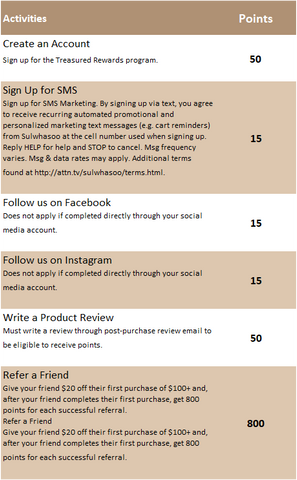 Activities Points
Create an Account
Sign up for the Treasured Rewards program. 50
Sign Up for SMS
Sign up for SMS Marketing. By signing up via text, you agree
to receive recurring automated promotional and
personalized marketing text messages (e.g. cart reminders)
from Sulwhasoo at the cell number used when signing up. 15
Reply HELP for help and STOP to cancel. Msg frequency
varies. Msg & data rates may apply. Additional terms
found at http://attn.tv/sulwhasoo/terms.html.
Follow us on Facebook
Does not apply if completed directly through your social 15
media account.
Follow us on Instagram
Does not apply if completed directly through your social 15
media account.
Write a Product Review
Must write a review through post-purchase review email to 50
be eligible to receive points.
Refer a Friend
Give your friend $20 off their first purchase of $100+ and,
after your friend completes their first purchase, get 800
points for each successful referral.
Refer a Friend 800
Give your friend $20 off their first purchase of $100+ and,
after your friend completes their first purchase, get 800
points for each successful referral.